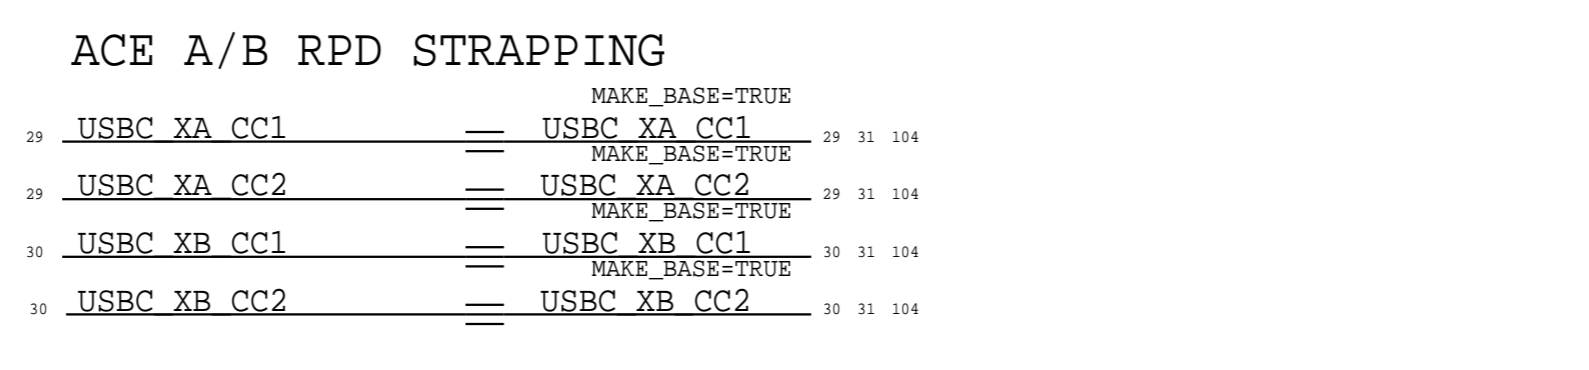 ACE A/B RPD STRAPPING
MAKE_BASE=TRUE
29 USBC_XA_CC1 USBC_XA_CC1 29 31 104
MAKE_BASE=TRUE
29 USBC_XA_CC2 USBC_XA_CC2 29 31 104
MAKE_BASE=TRUE
30 USBC_XB_CC1 USBC_XB_CC1 30 31 104
MAKE_BASE=TRUE
30 USBC_XB_CC2 USBC_XB_CC2 30 31 104